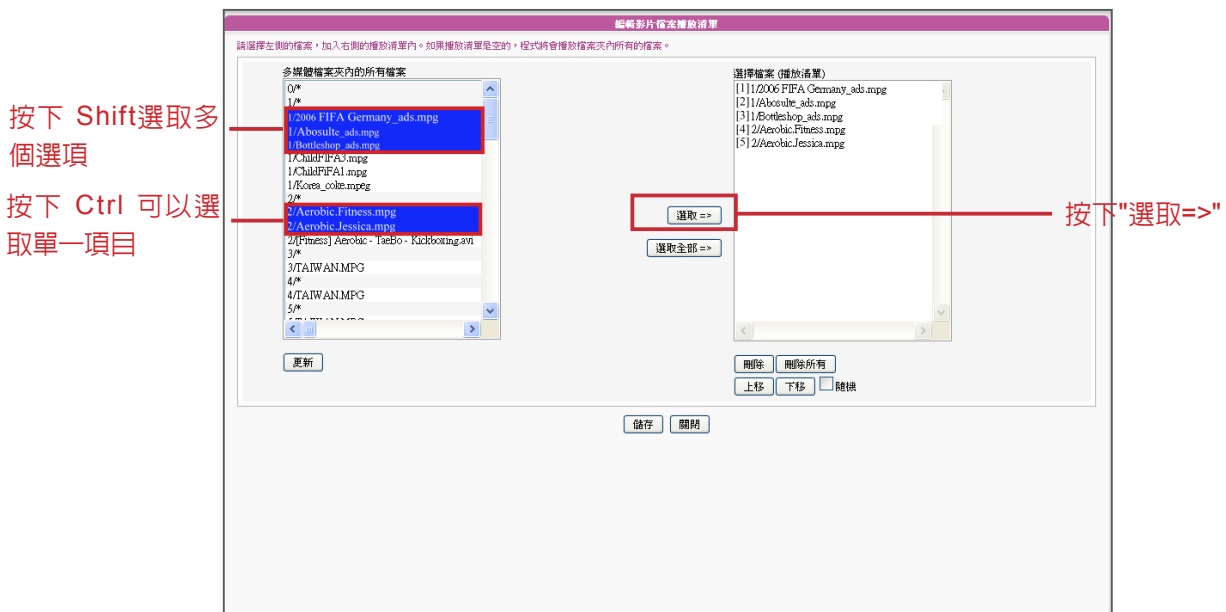 編輯影片檔案播放清單
請選擇左側的檔案，加入右側的播放清單內。如果播放清單是空的，程式將會播放檔案夾內所有的檔案。
多媒體檔案夾內的所有檔案
0/*
1/*
1/2006 FIFA Germany_ads.mpg
1/Abosulte_ads.mpg
1/Bottleshop_ads.mpg
1/ChildFIFA3.mpg
1/ChildFiFA1.mpg
1/Korea_coke.mpeg
2/*
2/Aerobic.Fitness.mpg
2/Aerobic.Jessica.mpg
2/[Fitness] Aerobic - TaeBo - Kickboxing.avi
3/*
3/TAIWAN.MPG
4/*
4/TAIWAN.MPG
5/*
更新
按下 Shift選取多
個選項
按下 Ctrl 可以選
取單一項目
選取 =>
選取全部 =>
按下"選取=>"
選擇檔案 (播放清單)
[1] 1/2006 FIFA Germany_ads.mpg
[2] 1/Abosulte_ads.mpg
[3] 1/Bottleshop_ads.mpg
[4] 2/Aerobic.Fitness.mpg
[5] 2/Aerobic.Jessica.mpg
刪除 刪除所有
上移 下移 隨機
儲存 關閉